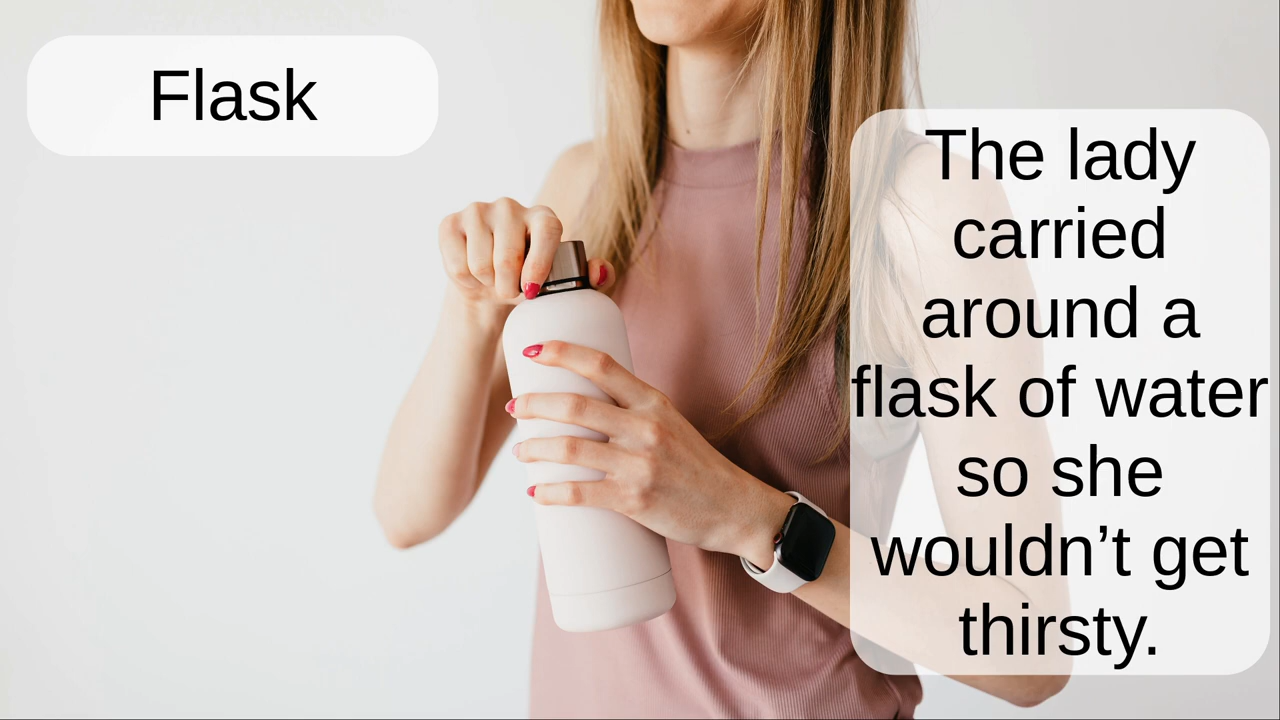 Flask
The lady
carried
around a
flask of water
so she
wouldn’t get
thirsty.